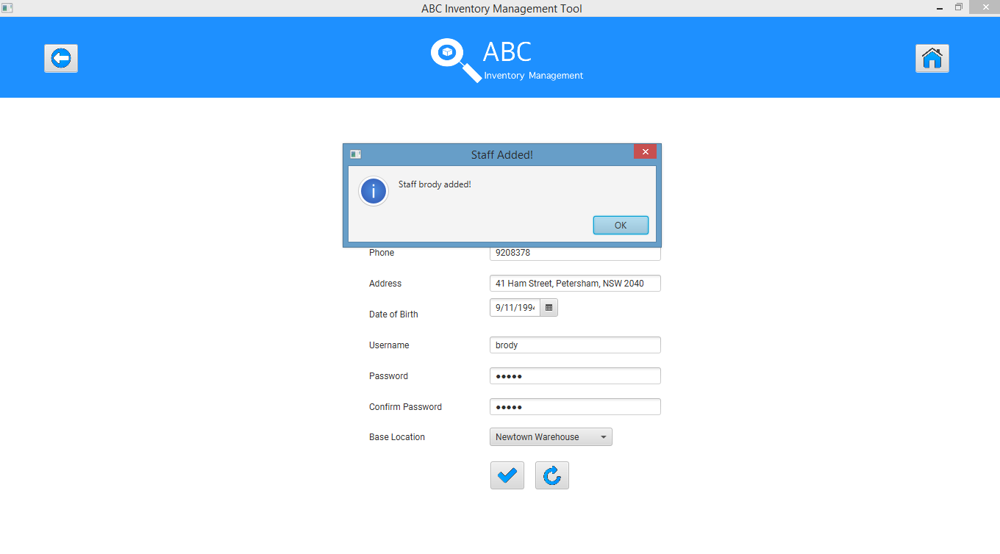 ABC Inventory Management Tool
ABC
Inventory Management
Staff Added!
Staff brody added!
OK
Phone 9208378
Address 41 Ham Street, Petersham, NSW 2040
Date of Birth 9/11/1994
Username brody
Password ●●●●●
Confirm Password ●●●●●
Base Location Newtown Warehouse